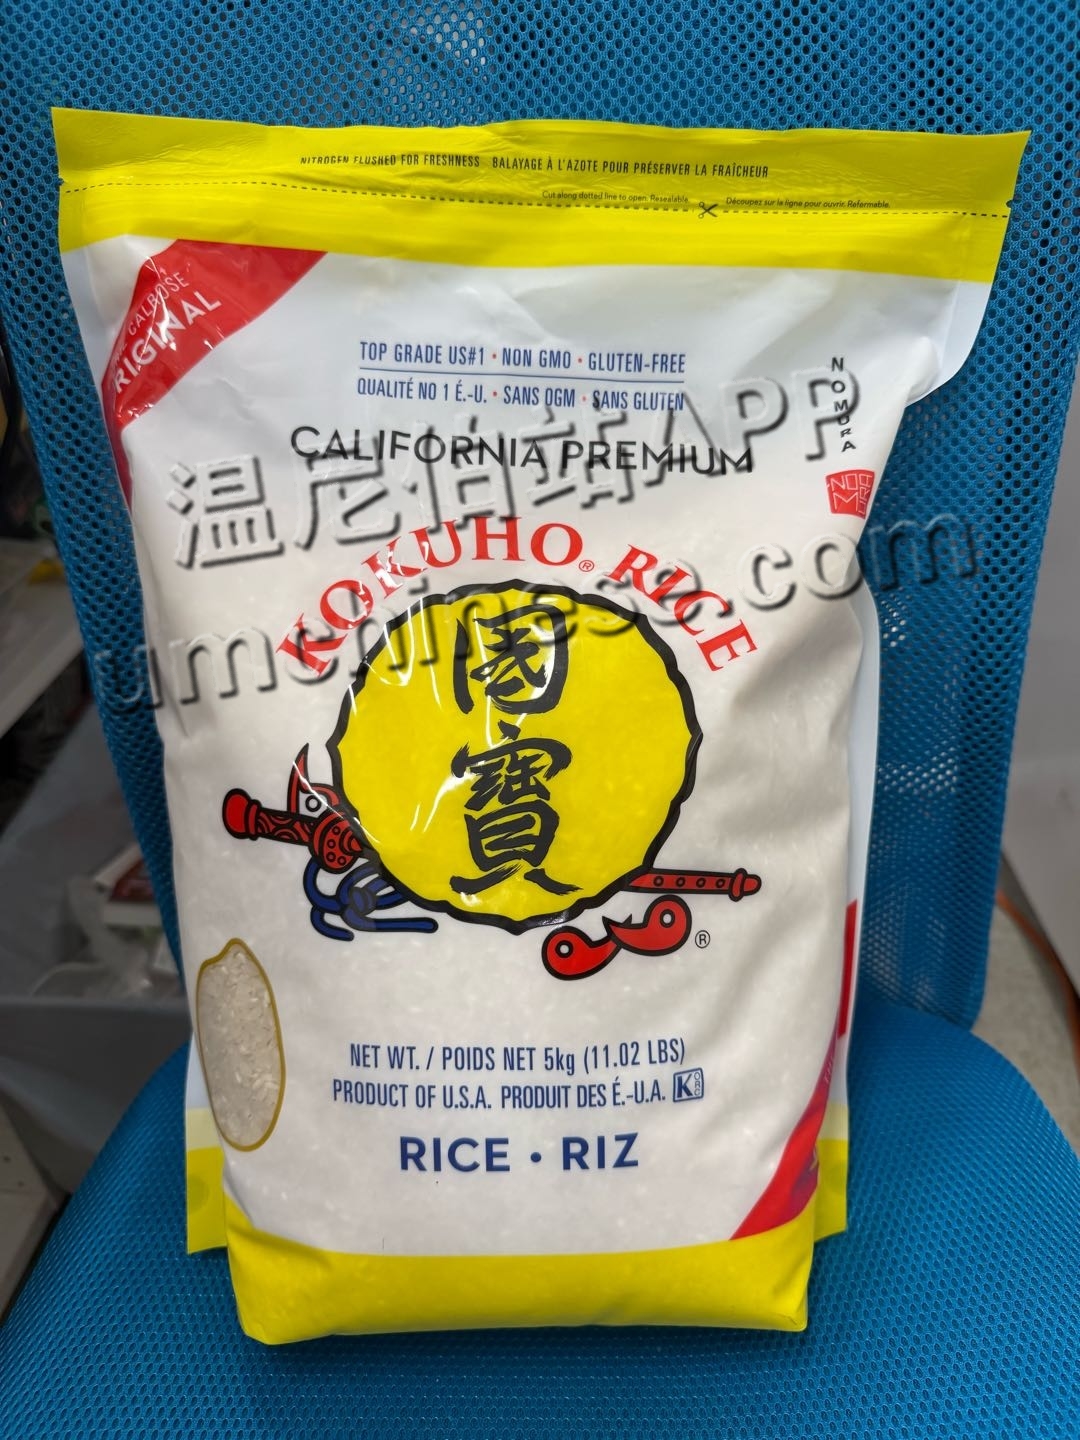 NITROGEN FLUSHED FOR FRESHNESS BALAYAGE À L'AZOTE POUR PRÉSERVER LA FRAÎCHEUR
Cut along dotted line to open. Resealable. Découpez sur la ligne pour ouvrir. Refermable.
CALROSE
ORIGINAL
TOP GRADE US#1 • NON GMO • GLUTEN-FREE
QUALITÉ NO 1 É.-U. • SANS OGM • SANS GLUTEN
NOMURA
CALIFORNIA PREMIUM
温尼伯站APP
KOKUHO® RICE
umchinese.com
國寶
®
NET WT. / POIDS NET 5kg (11.02 LBS)
PRODUCT OF U.S.A. PRODUIT DES É.-U.A. K
RICE • RIZ